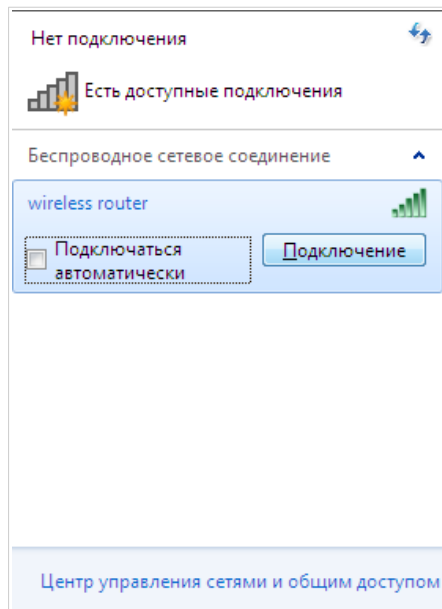 Нет подключения
Есть доступные подключения
Беспроводное сетевое соединение
wireless router
Подключаться
автоматически
Подключение
Центр управления сетями и общим доступом